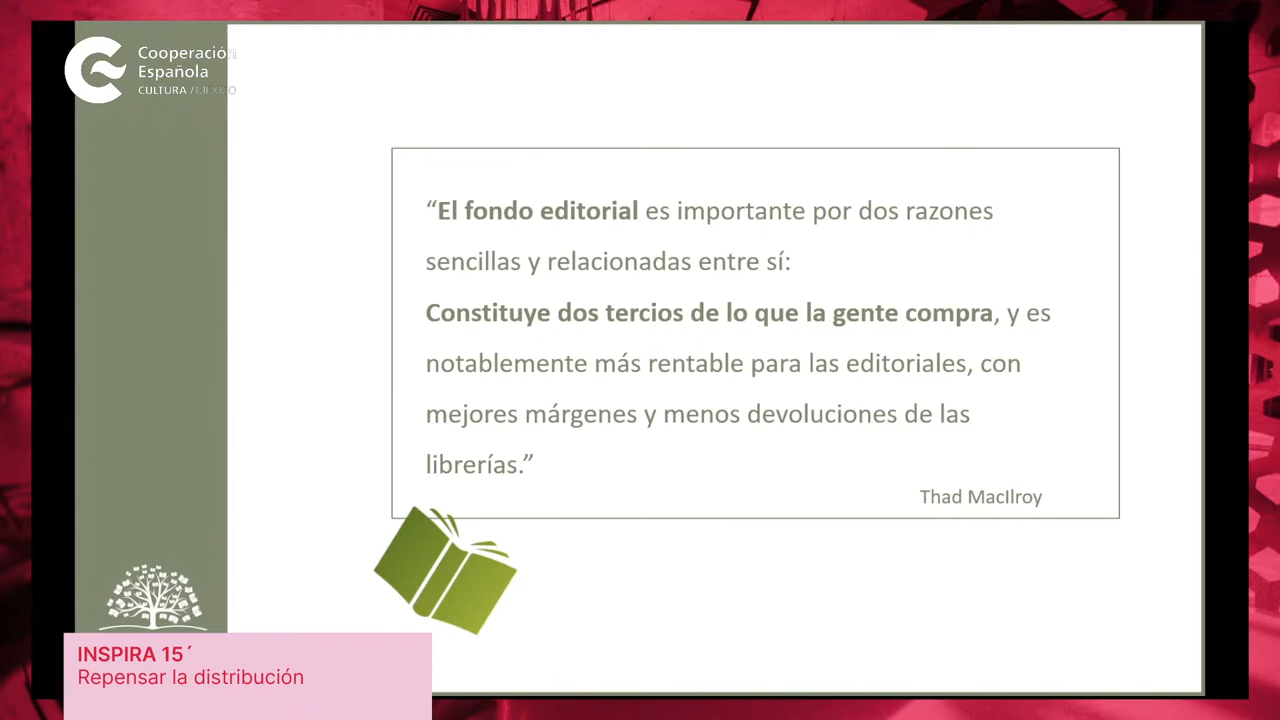 Cooperación
Española
CULTURA / MÉXICO
“El fondo editorial es importante por dos razones
sencillas y relacionadas entre sí:
Constituye dos tercios de lo que la gente compra, y es
notablemente más rentable para las editoriales, con
mejores márgenes y menos devoluciones de las
librerías.”
Thad MacIlroy
INSPIRA 15´
Repensar la distribución